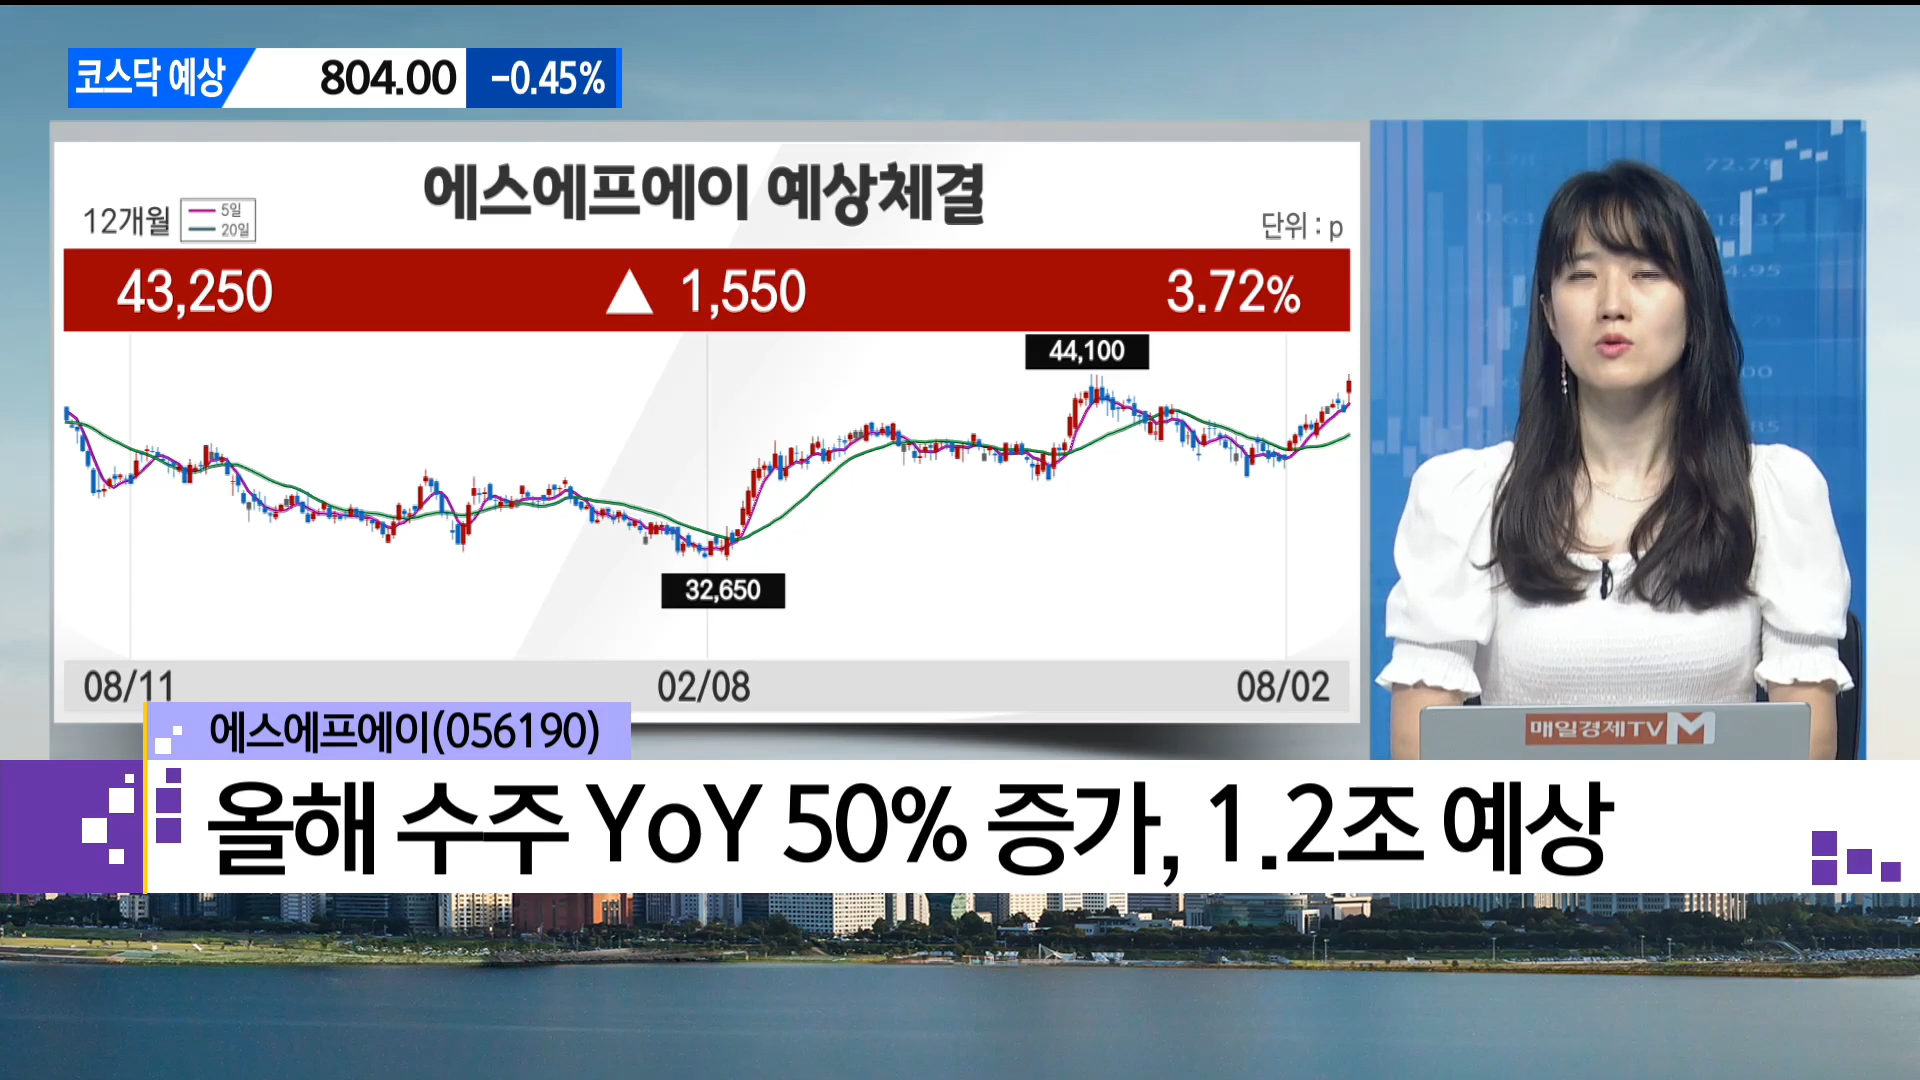 코스닥 예상 804.00 -0.45%
에스에프에이 예상체결
12개월 5일
20일
단위 : p
43,250 ▲ 1,550 3.72%
44,100
32,650
08/11 02/08 08/02
매일경제TV M
에스에프에이(056190)
올해 수주 YoY 50% 증가, 1.2조 예상